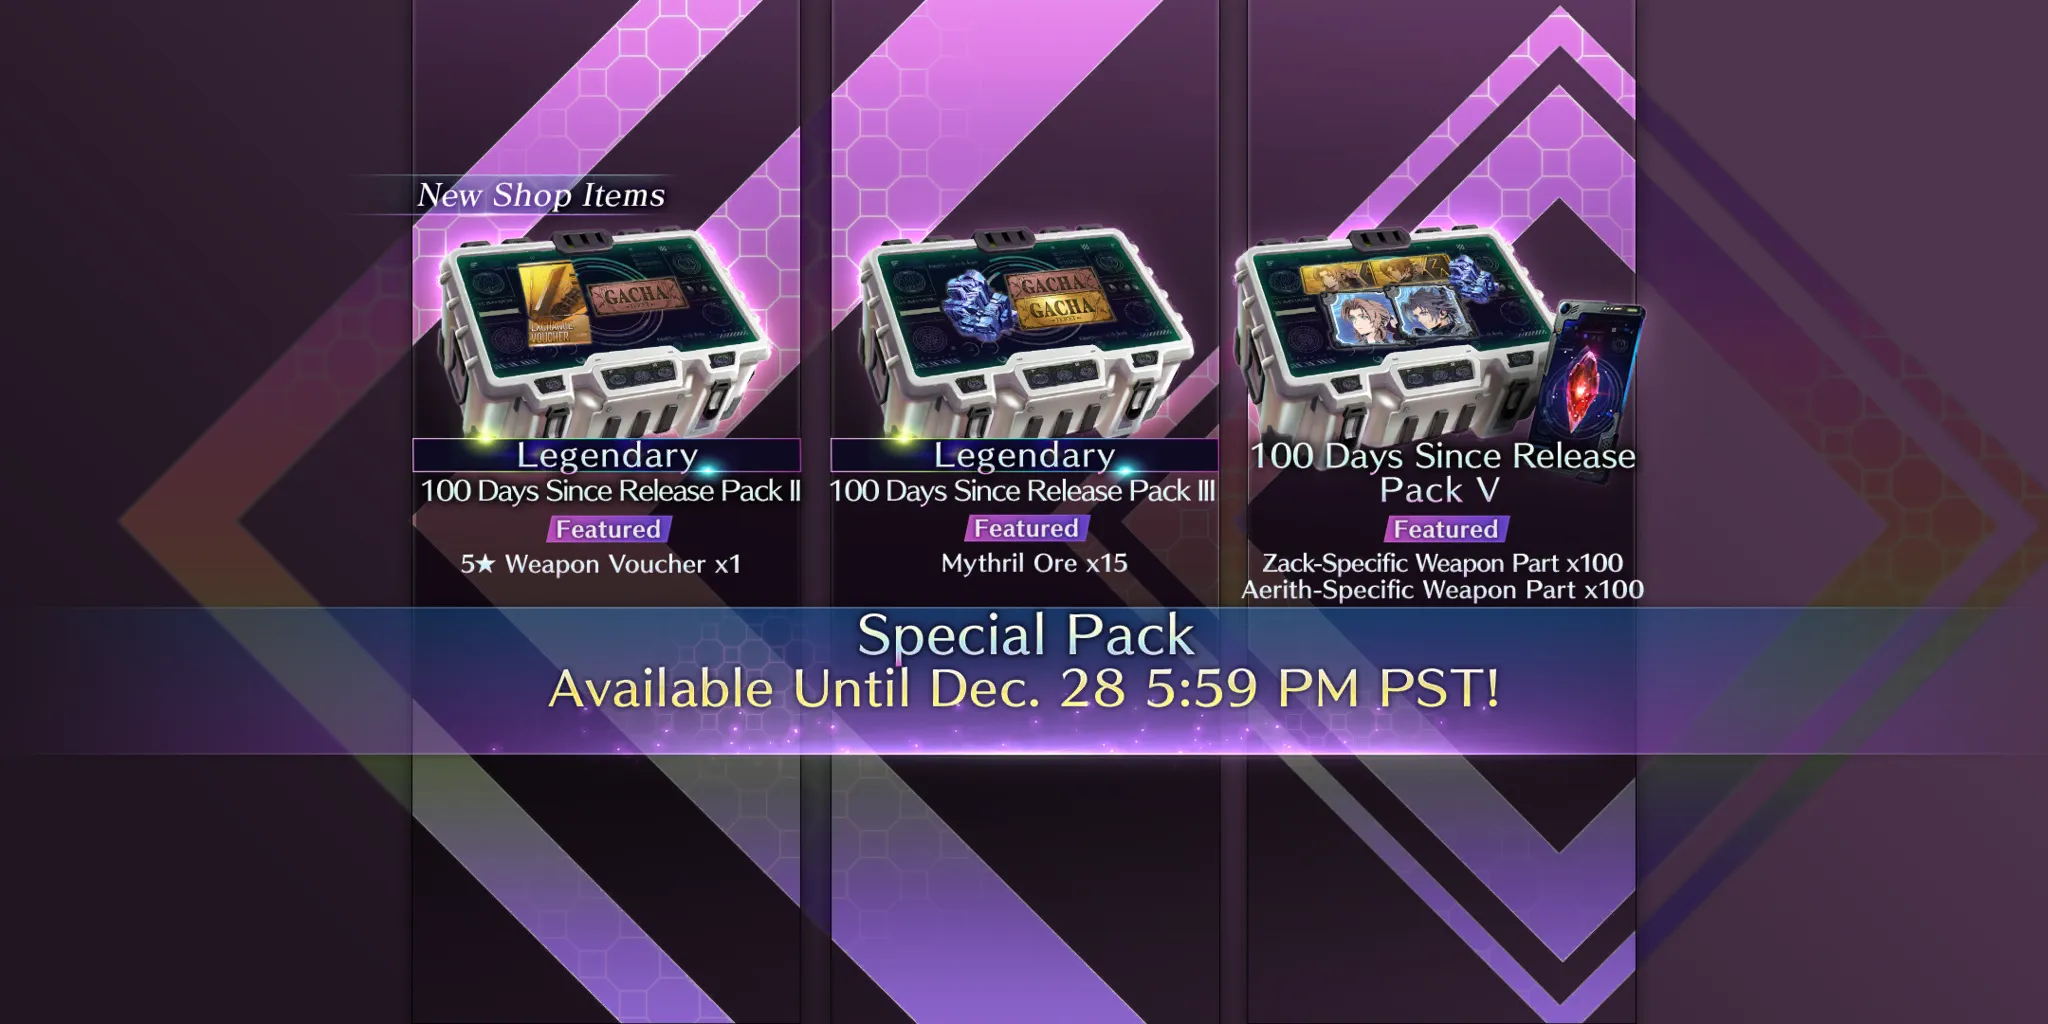 New Shop Items
EXCHANGE
VOUCHER
GACHA
GACHA
GACHA
Legendary
100 Days Since Release Pack II
Featured
5★ Weapon Voucher x1
Legendary
100 Days Since Release Pack III
Featured
Mythril Ore x15
100 Days Since Release
Pack V
Featured
Zack-Specific Weapon Part x100
Aerith-Specific Weapon Part x100
Special Pack
Available Until Dec. 28 5:59 PM PST!